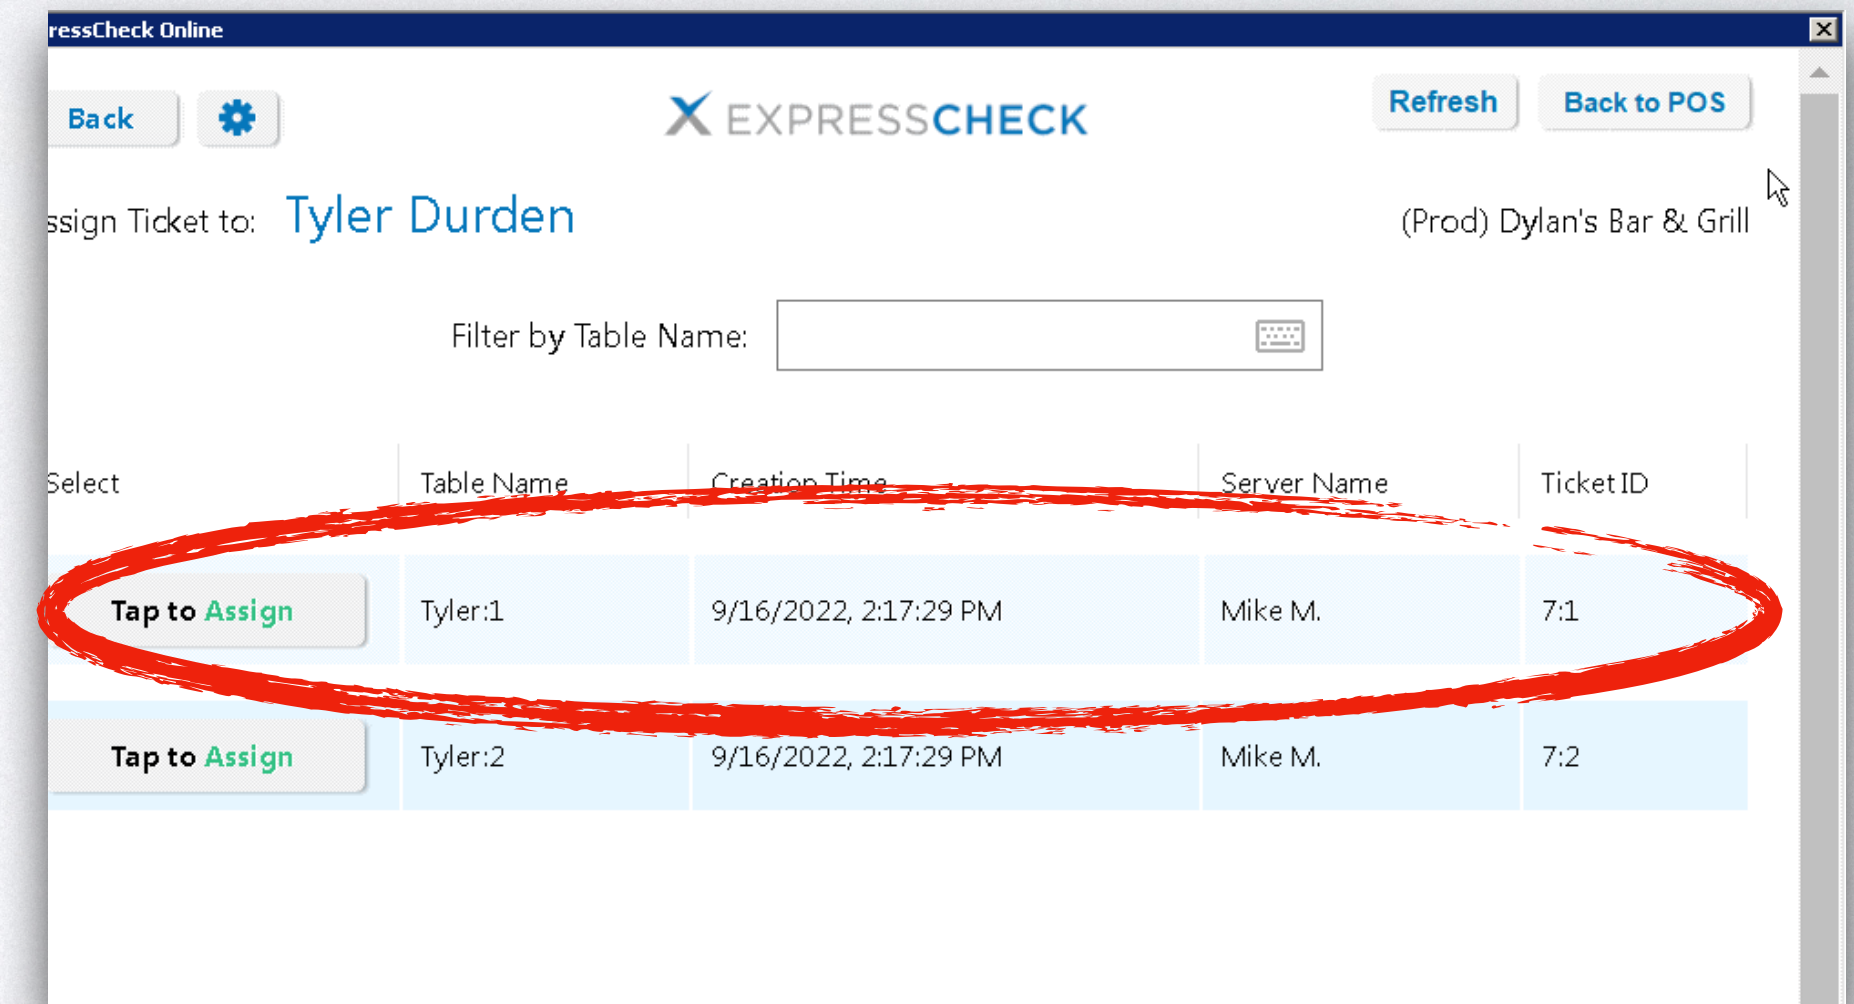 ressCheck Online
Back
EXPRESSCHECK
Refresh
Back to POS
ssign Ticket to: Tyler Durden
(Prod) Dylan's Bar & Grill
Filter by Table Name:
Select Table Name Creation Time Server Name Ticket ID
Tap to Assign Tyler:1 9/16/2022, 2:17:29 PM Mike M. 7:1
Tap to Assign Tyler:2 9/16/2022, 2:17:29 PM Mike M. 7:2